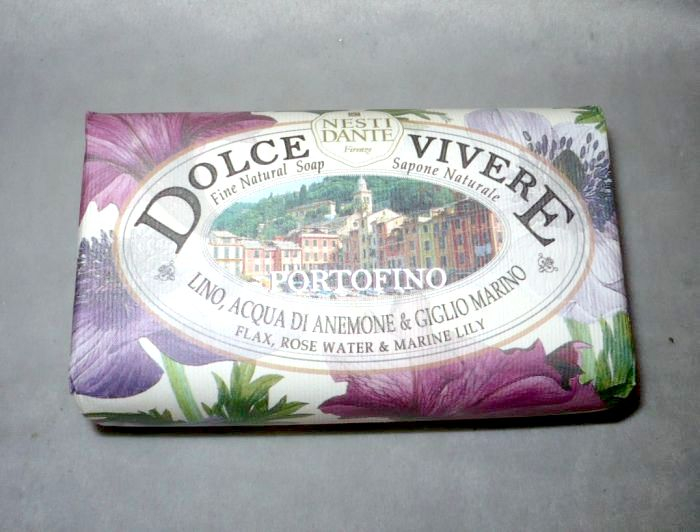 NESTI
DANTE
Firenze
DOLCE VIVERE
Fine Natural Soap
Sapone Naturale
PORTOFINO
LINO, ACQUA DI ANEMONE & GIGLIO MARINO
FLAX, ROSE WATER & MARINE LILY